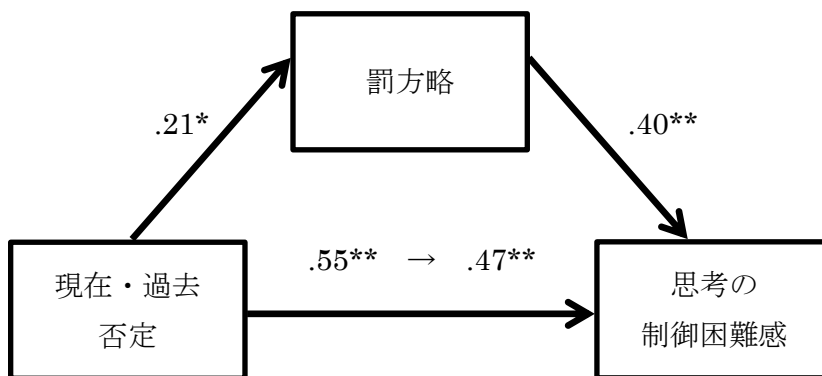 罰方略
.21*
.40**
.55** → .47**
現在・過去
否定
思考の
制御困難感